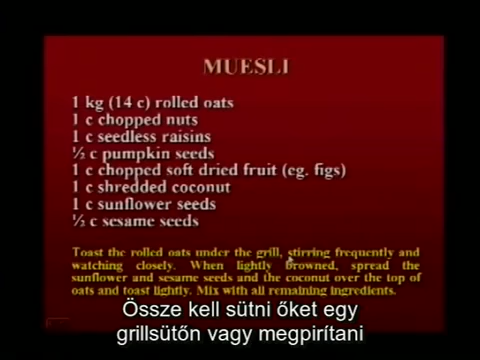 MUESLI
1 kg (14 c) rolled oats
1 c chopped nuts
1 c seedless raisins
½ c pumpkin seeds
1 c chopped soft dried fruit (eg. figs)
1 c shredded coconut
1 c sunflower seeds
½ c sesame seeds
Toast the rolled oats under the grill, stirring frequently and
watching closely. When lightly browned, spread the
sunflower and sesame seeds and the coconut over the top of
oats and toast lightly. Mix with all remaining ingredients.
Össze kell sütni őket egy
grillsütőn vagy megpirítani